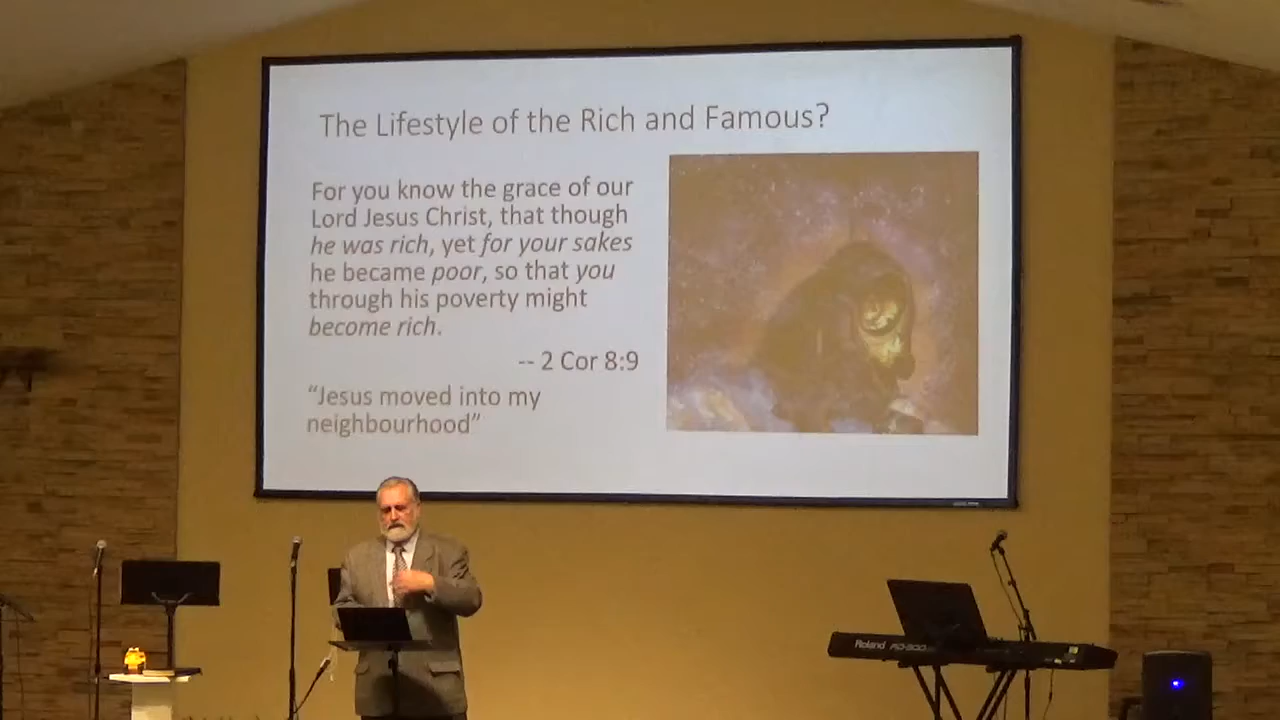 The Lifestyle of the Rich and Famous?
For you know the grace of our
Lord Jesus Christ, that though
he was rich, yet for your sakes
he became poor, so that you
through his poverty might
become rich.
-- 2 Cor 8:9
“Jesus moved into my
neighbourhood”
Roland